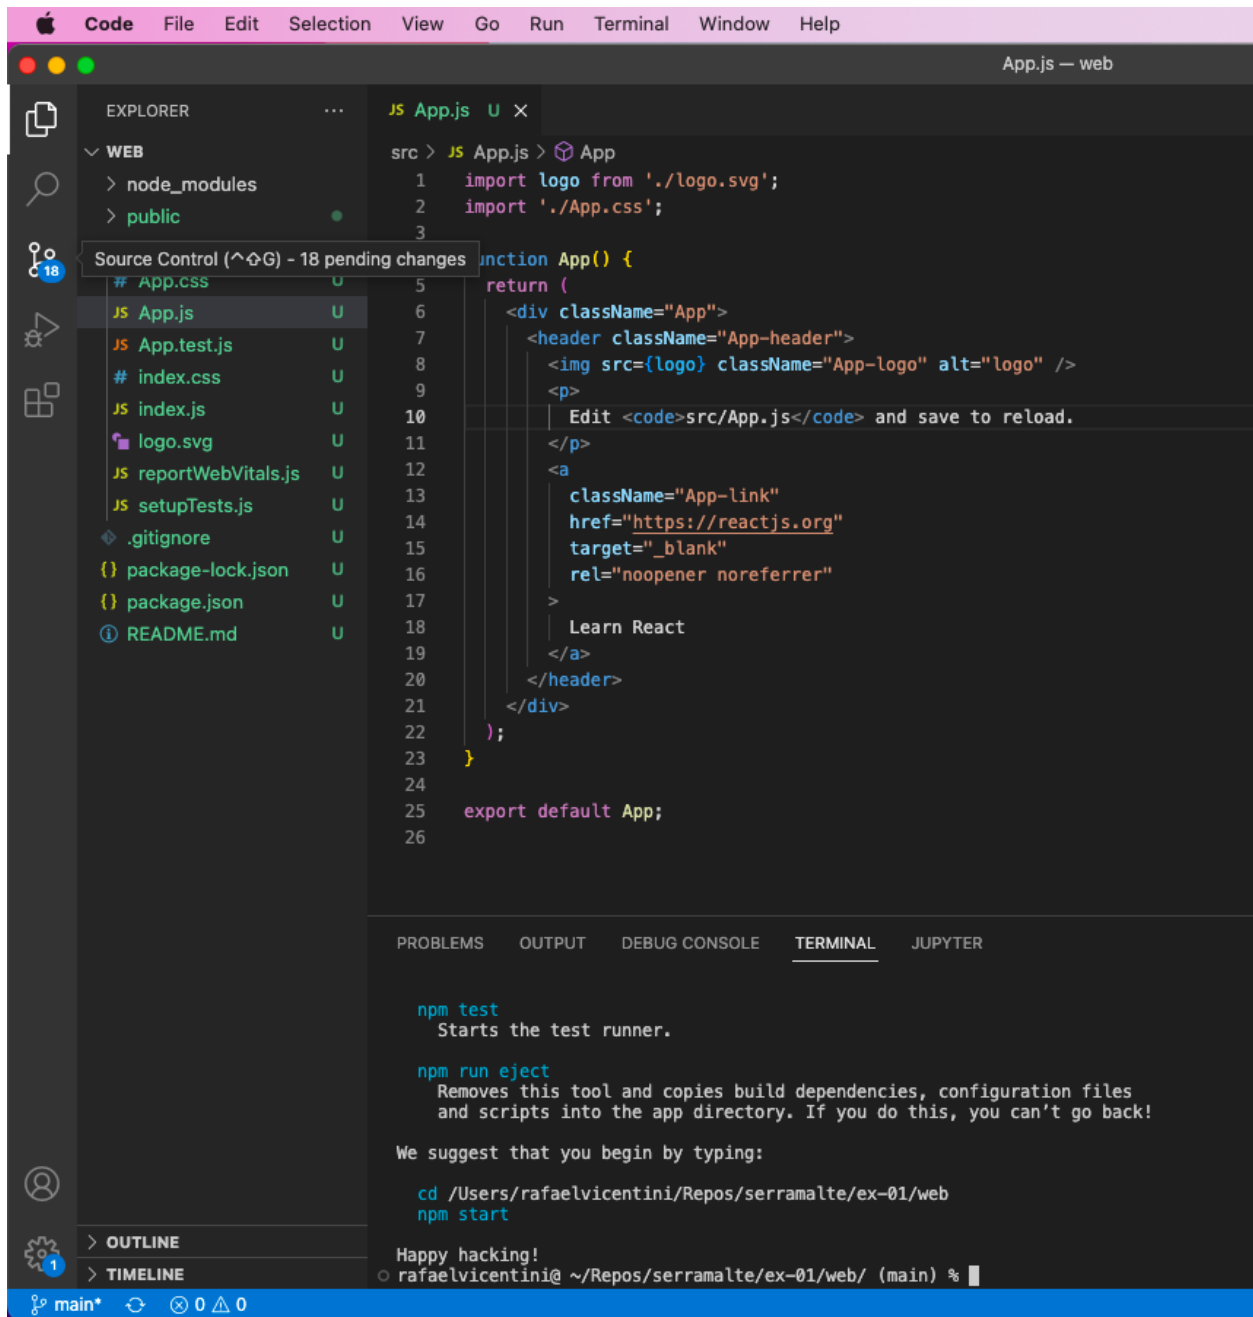 Code File Edit Selection View Go Run Terminal Window Help
App.js — web
EXPLORER ···
WEB
node_modules
public
Source Control (^⇧G) - 18 pending changes
18
# App.css U
JS App.js U
JS App.test.js U
# index.css U
JS index.js U
logo.svg U
JS reportWebVitals.js U
JS setupTests.js U
.gitignore U
{} package-lock.json U
{} package.json U
README.md U
OUTLINE
1
TIMELINE
JS App.js U ×
src > JS App.js > App
1 import logo from './logo.svg';
2 import './App.css';
3
unction App() {
5 return (
6 <div className="App">
7 <header className="App-header">
8 <img src={logo} className="App-logo" alt="logo" />
9 <p>
10 Edit <code>src/App.js</code> and save to reload.
11 </p>
12 <a
13 className="App-link"
14 href="https://reactjs.org"
15 target="_blank"
16 rel="noopener noreferrer"
17 >
18 Learn React
19 </a>
20 </header>
21 </div>
22 );
23 }
24
25 export default App;
26
PROBLEMS OUTPUT DEBUG CONSOLE TERMINAL JUPYTER
npm test
Starts the test runner.
npm run eject
Removes this tool and copies build dependencies, configuration files
and scripts into the app directory. If you do this, you can’t go back!
We suggest that you begin by typing:
cd /Users/rafaelvicentini/Repos/serramalte/ex-01/web
npm start
Happy hacking!
rafaelvicentini@ ~/Repos/serramalte/ex-01/web/ (main) %
main* 0 0